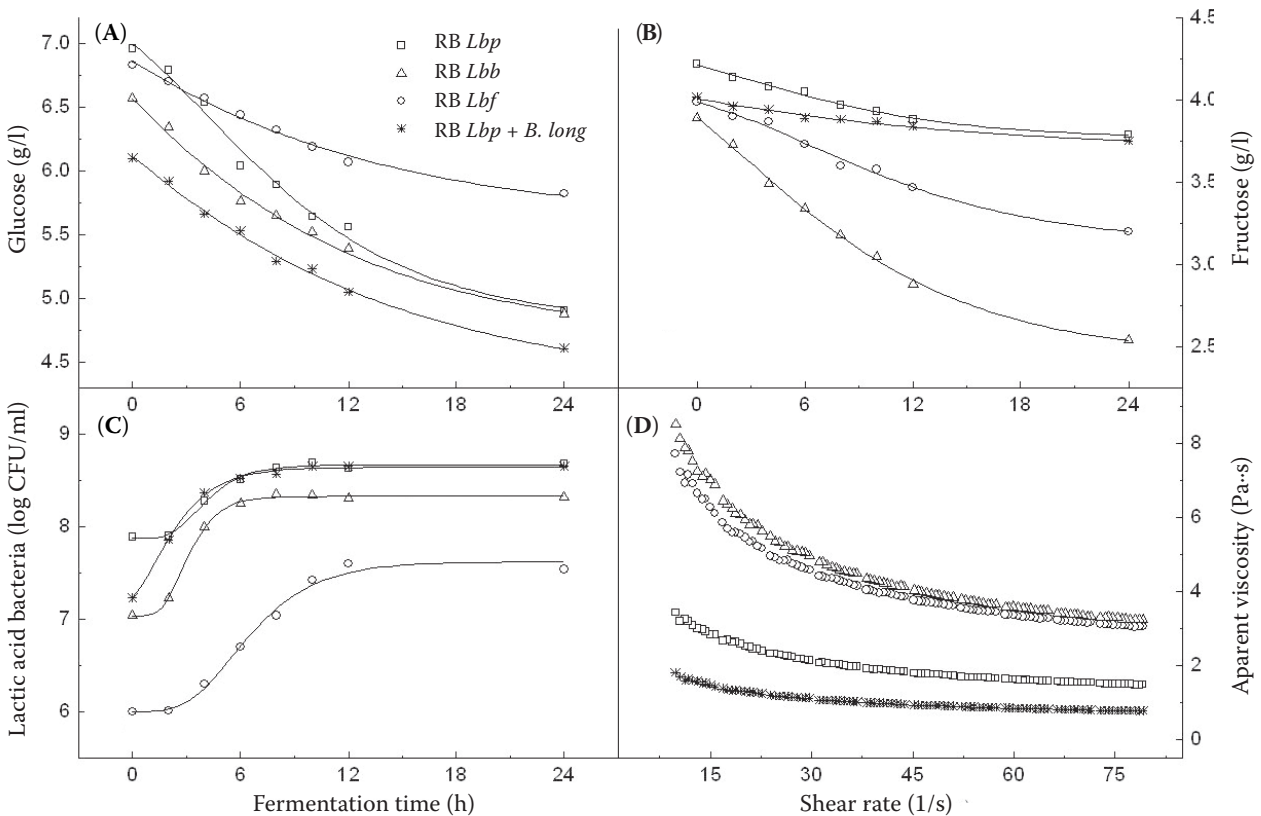 (A)
RB Lbp
RB Lbb
RB Lbf
RB Lbp + B. long
Glucose (g/l)
7.0
6.5
6.0
5.5
5.0
4.5
0 6 12 18 24
(B)
4.5
4.0
3.5
3.0
2.5
Fructose (g/l)
0 6 12 18 24
(C)
Lactic acid bacteria (log CFU/ml)
9
8
7
6
0 6 12 18 24
Fermentation time (h)
(D)
8
6
4
2
0
Apparent viscosity (Pa··s)
15 30 45 60 75
Shear rate (1/s)